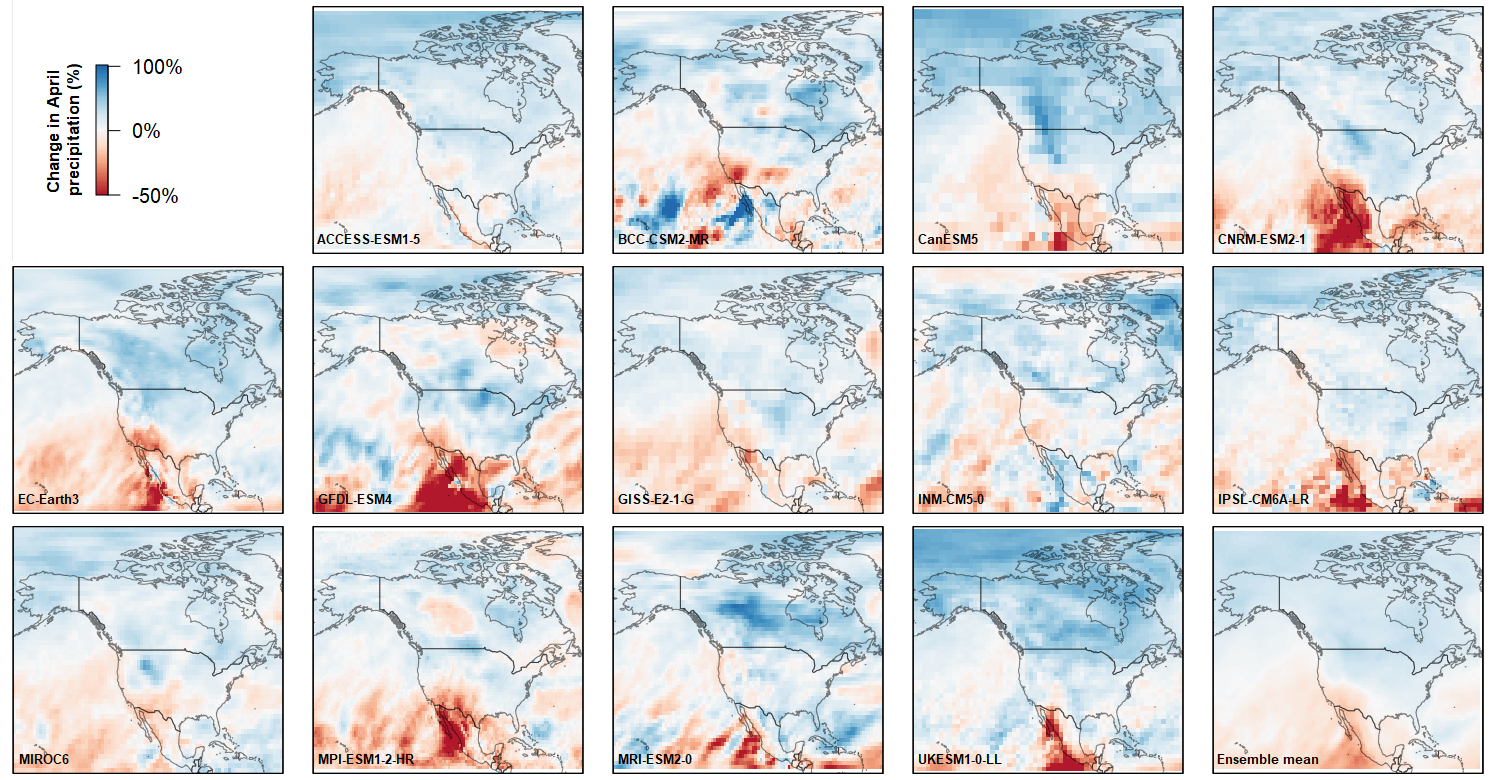 Change in April
precipitation (%)
100%
0%
-50%
ACCESS-ESM1-5
BCC-CSM2-MR
CanESM5
CNRM-ESM2-1
EC-Earth3
GFDL-ESM4
GISS-E2-1-G
INM-CM5-0
IPSL-CM6A-LR
MIROC6
MPI-ESM1-2-HR
MRI-ESM2-0
UKESM1-0-LL
Ensemble mean